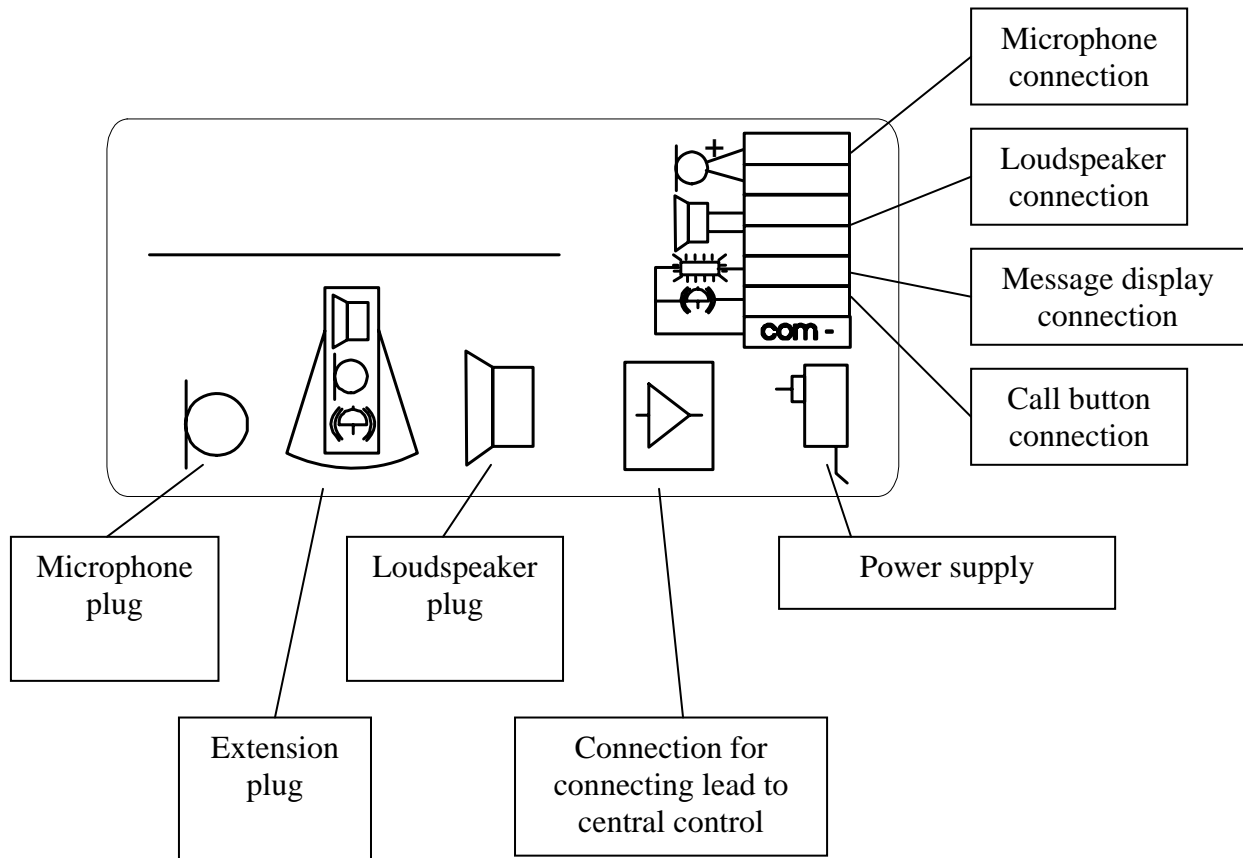 Microphone
connection
Loudspeaker
connection
+
Message display
connection
com -
Call button
connection
Microphone
plug
Loudspeaker
plug
Power supply
Extension
plug
Connection for
connecting lead to
central control